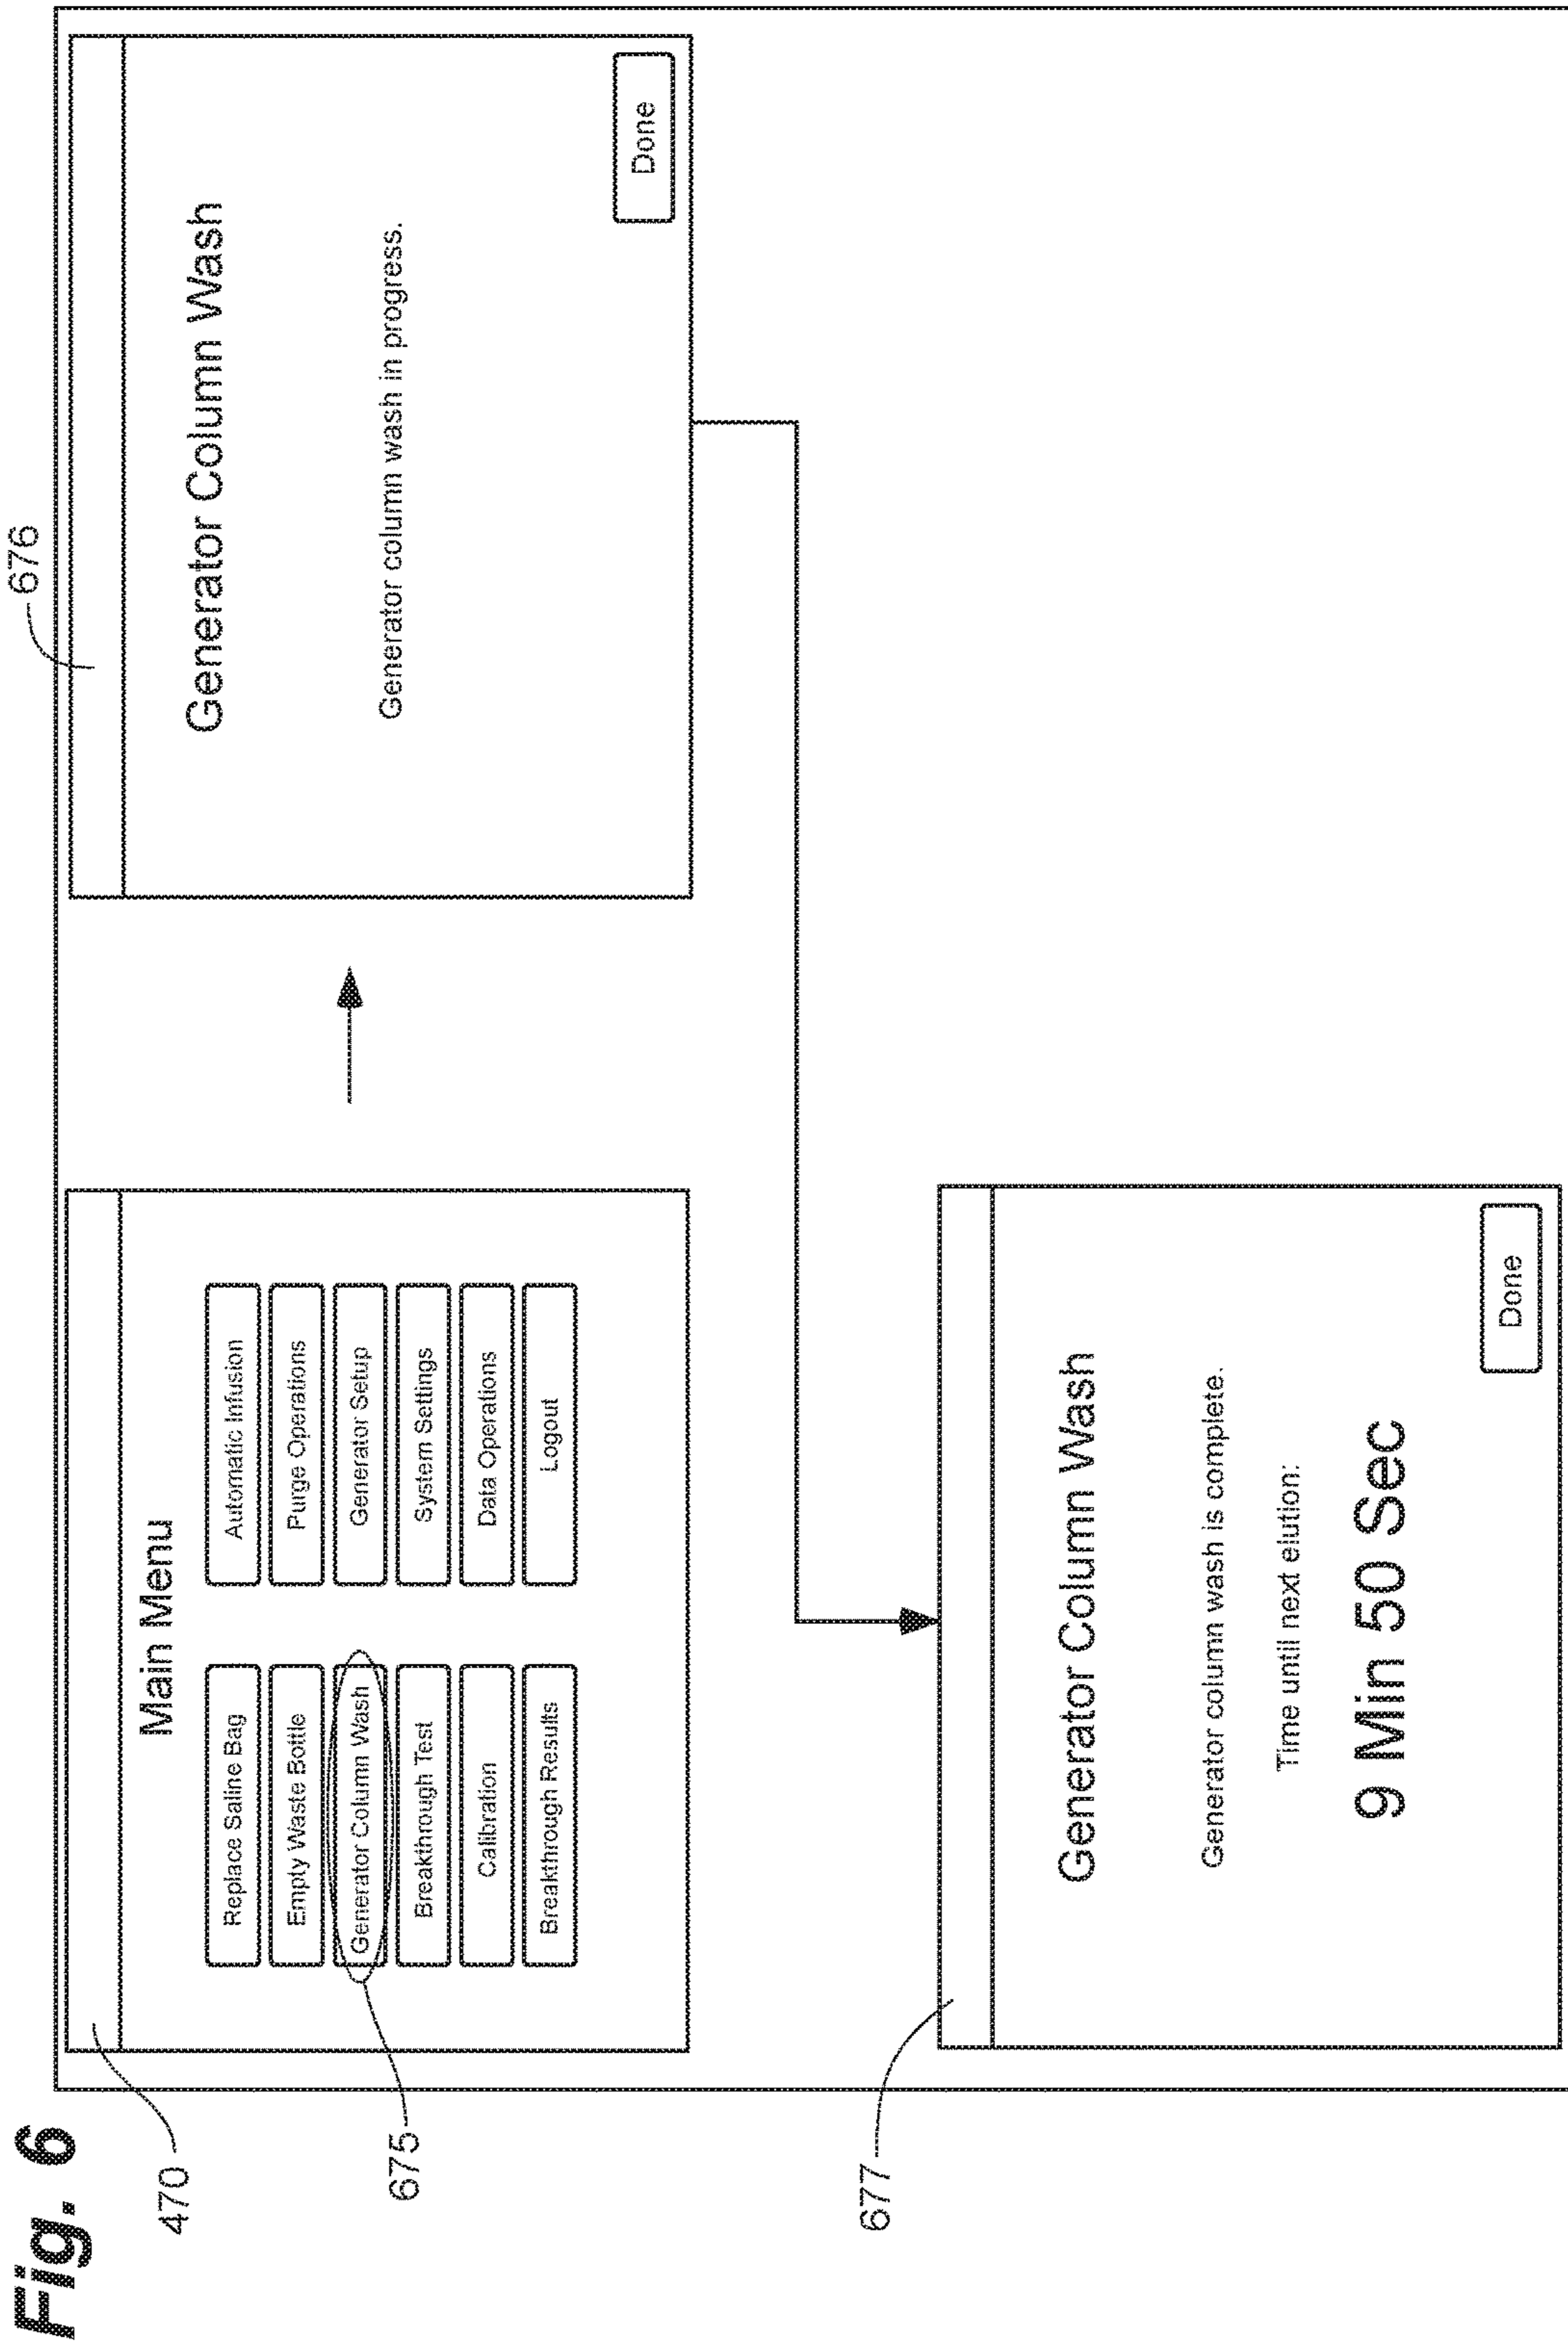 Fig. 6
470
Main Menu
Replace Saline Bag
Automatic Infusion
Empty Waste Bottle
Purge Operations
Generator Column Wash
Generator Setup
Breakthrough Test
System Settings
Calibration
Data Operations
Breakthrough Results
Logout
675
676
Generator Column Wash
Generator column wash in progress.
Done
677
Generator Column Wash
Generator column wash is complete.
Time until next elution:
9 Min 50 Sec
Done